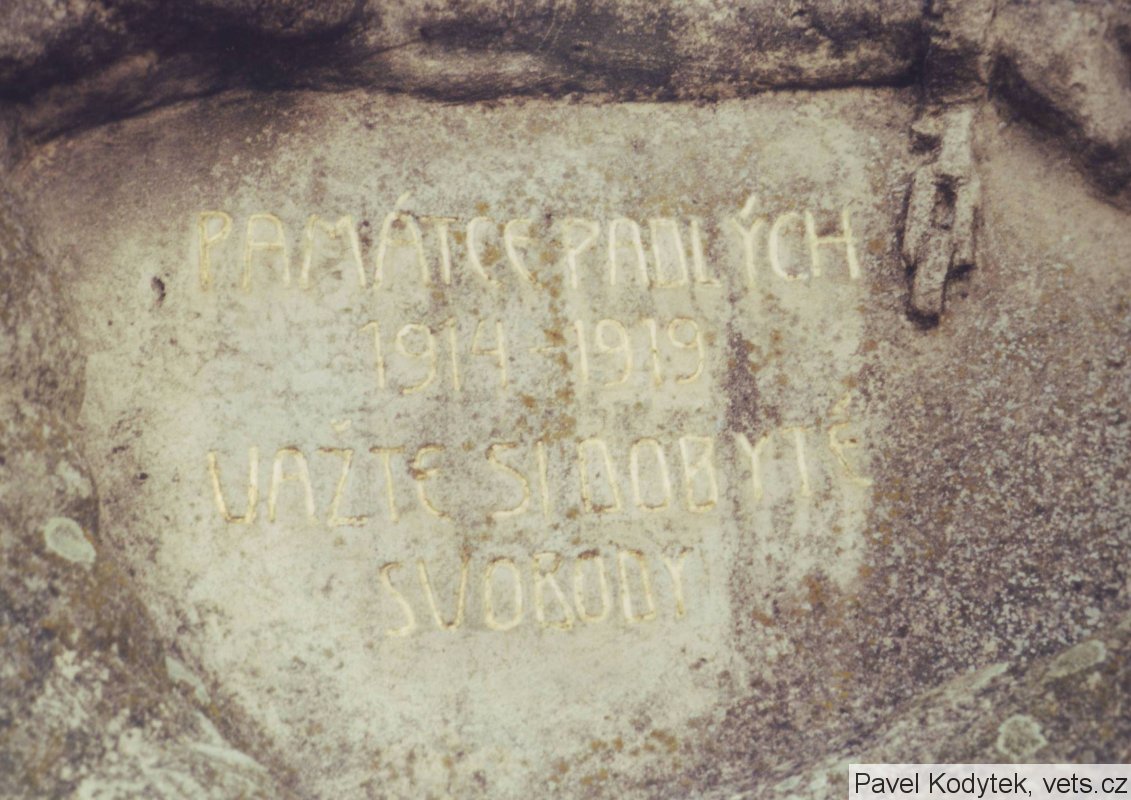 PAMÁTCE PADLÝCH
1914-1919
VAŽTE SI DOBYTÉ
SVOBODY
Pavel Kodytek, vets.cz